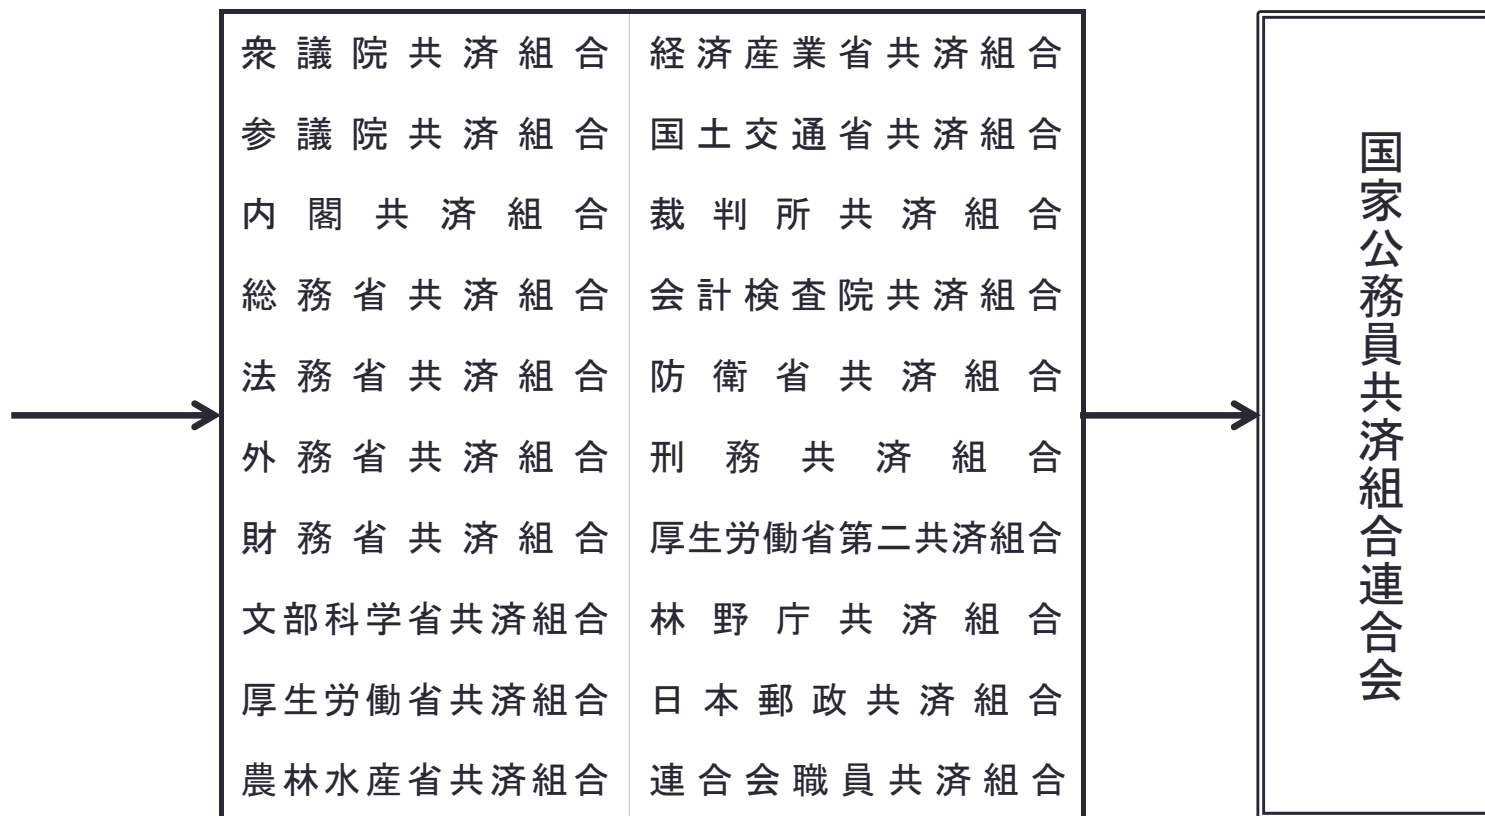 衆議院共済組合
参議院共済組合
内閣共済組合
総務省共済組合
法務省共済組合
外務省共済組合
財務省共済組合
文部科学省共済組合
厚生労働省共済組合
農林水産省共済組合
経済産業省共済組合
国土交通省共済組合
裁判所共済組合
会計検査院共済組合
防衛省共済組合
刑務共済組合
厚生労働省第二共済組合
林野庁共済組合
日本郵政共済組合
連合会職員共済組合
国家公務員共済組合連合会